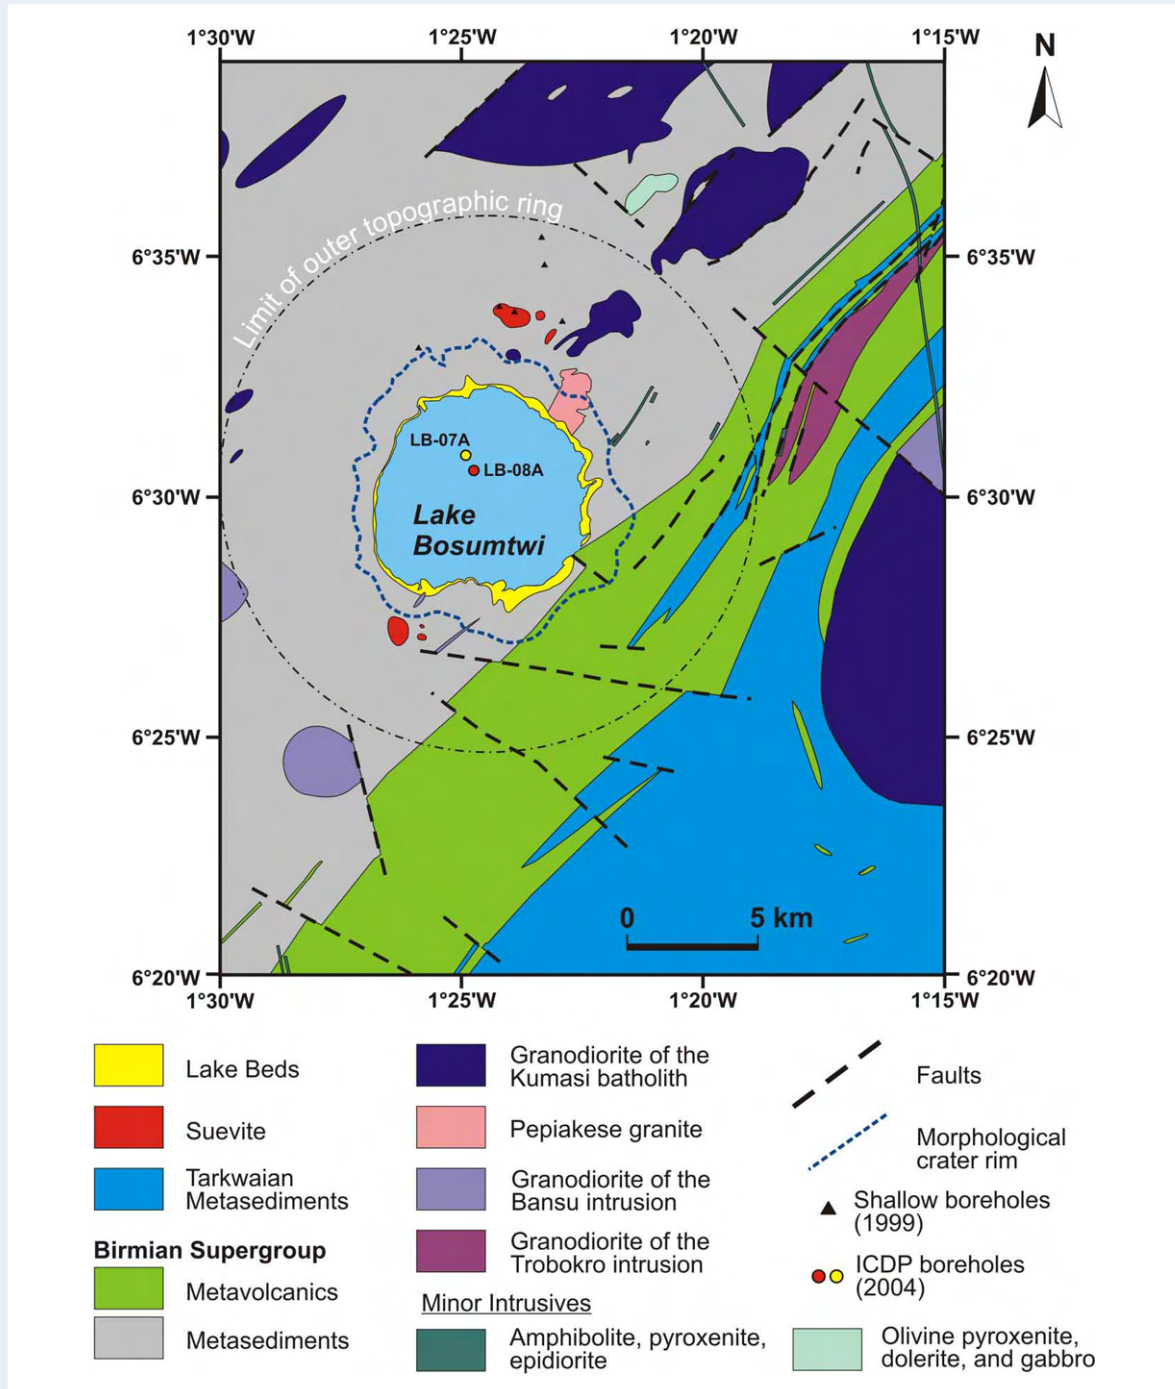 1°30'W
1°25'W
1°20'W
1°15'W
N
Limit of outer topographic ring
6°35'W
6°35'W
LB-07A
LB-08A
6°30'W
6°30'W
Lake
Bosumtwi
6°25'W
6°25'W
0
5 km
6°20'W
6°20'W
1°30'W
1°25'W
1°20'W
1°15'W
Lake Beds
Suevite
Tarkwaian
Metasediments
Birmian Supergroup
Metavolcanics
Metasediments
Granodiorite of the
Kumasi batholith
Pepiakese granite
Granodiorite of the
Bansu intrusion
Granodiorite of the
Trobokro intrusion
Minor Intrusives
Amphibolite, pyroxenite,
epidiorite
Faults
Morphological
crater rim
Shallow boreholes
(1999)
ICDP boreholes
(2004)
Olivine pyroxenite,
dolerite, and gabbro